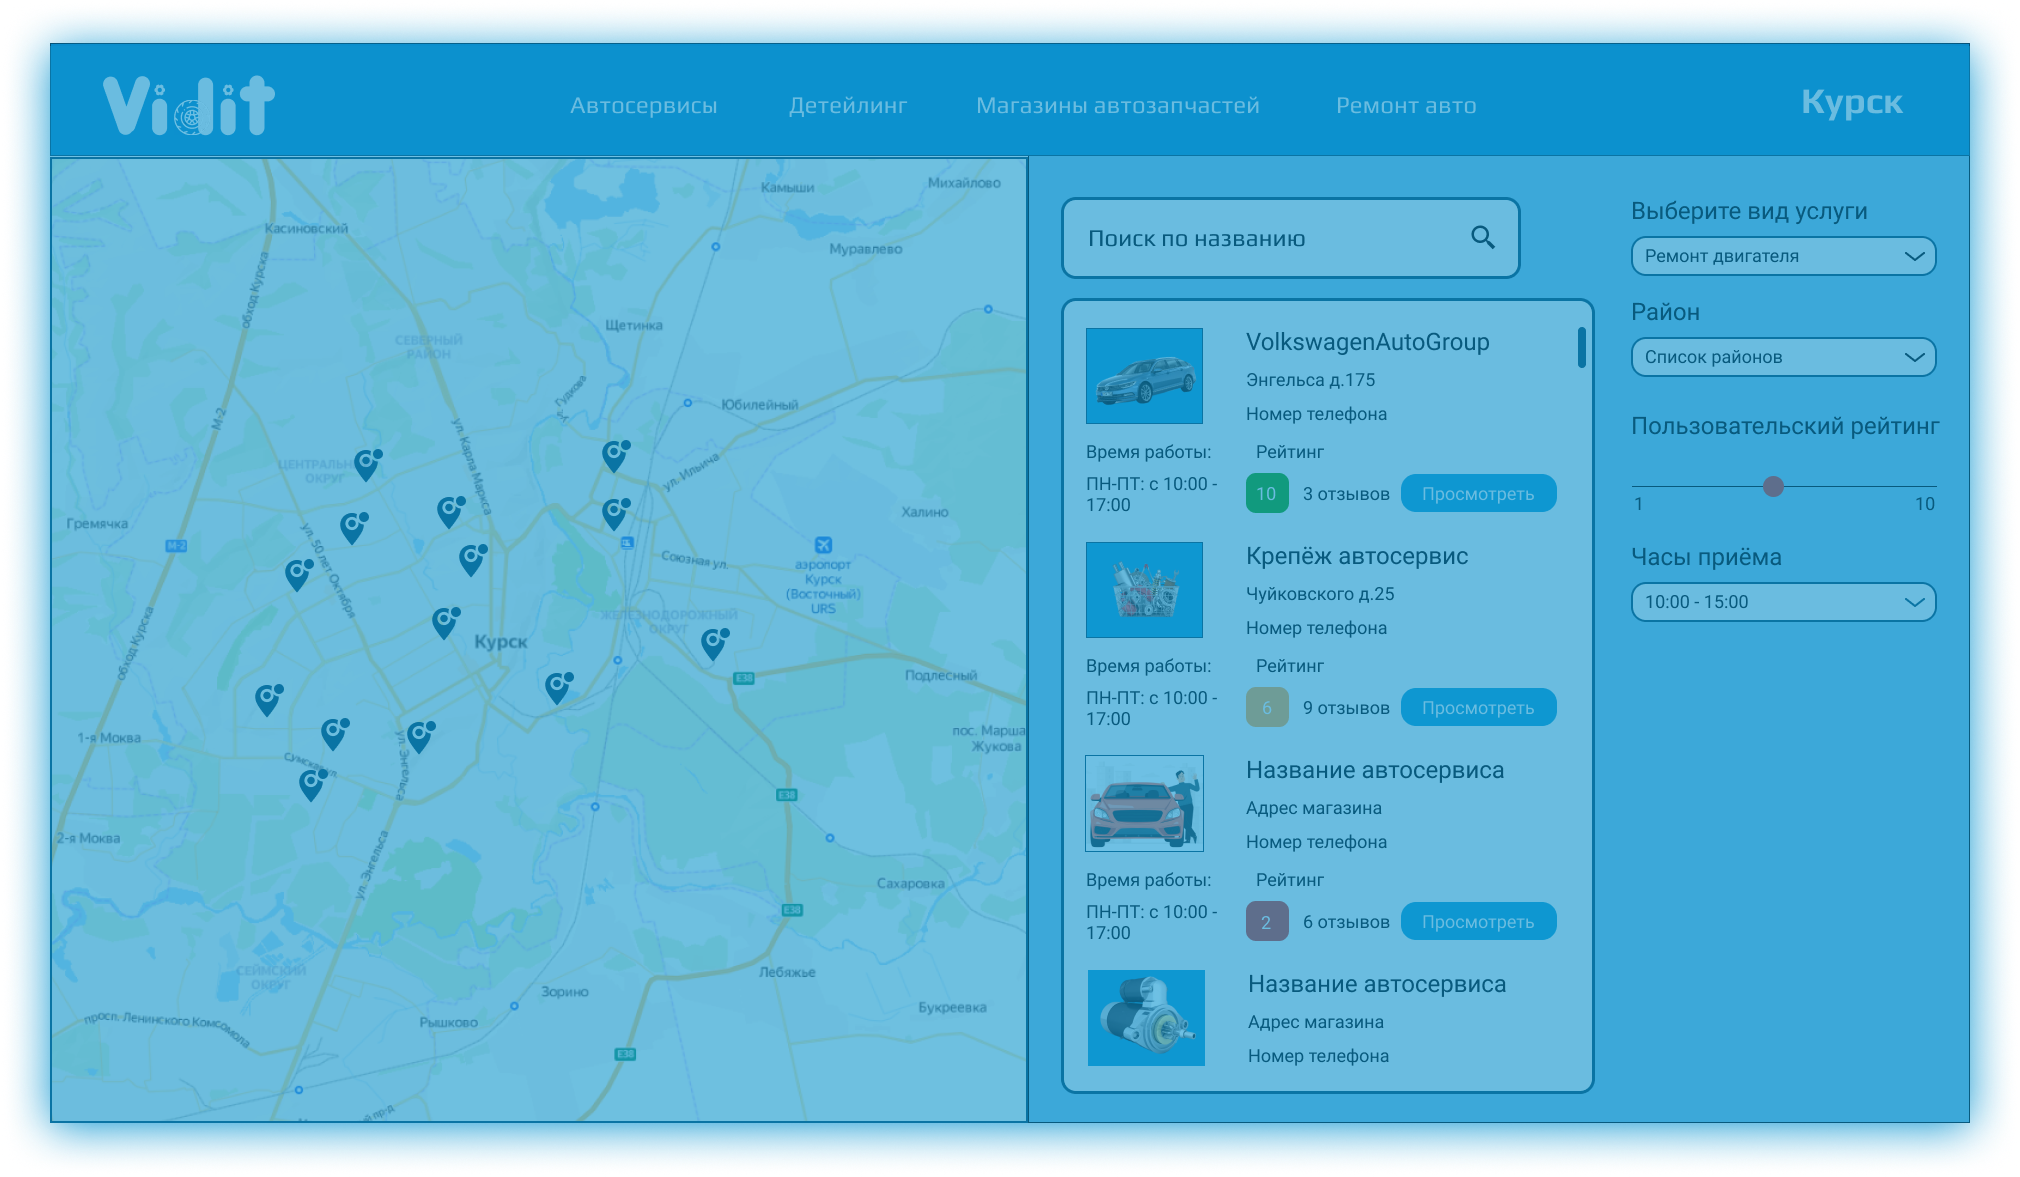 Vidit
Автосервисы
Детейлинг
Магазины автозапчастей
Ремонт авто
Курск
Камыши
Михайлово
Касиновский
Муравлево
обход Курска
Щетинка
СЕВЕРНЫЙ
РАЙОН
М-2
ул. Карла Маркса
Юбилейный
ул. Ильича
ЦЕНТРАЛЬНЫЙ
ОКРУГ
Гремячка
М-2
ул. 50 лет Октября
Халино
Союзная ул.
аэропорт
Курск
(Восточный)
URS
ЖЕЛЕЗНОДОРОЖНЫЙ
ОКРУГ
обход Курска
Курск
E38
Подлесный
1-я Моква
Сумская ул.
ул. Энгельса
пос. Марша
Жукова
E38
2-я Моква
ул. Энгельса
Сахаровка
E38
СЕЙМСКИЙ
ОКРУГ
Лебяжье
Зорино
Букреевка
просп. Ленинского Комсомола
Рышково
E38
й пр-д
Поиск по названию
VolkswagenAutoGroup
Энгельса д.175
Номер телефона
Время работы:
Рейтинг
ПН-ПТ: с 10:00 -
17:00
10
3 отзывов
Просмотреть
Крепёж автосервис
Чуйковского д.25
Номер телефона
Время работы:
Рейтинг
ПН-ПТ: с 10:00 -
17:00
6
9 отзывов
Просмотреть
Название автосервиса
Адрес магазина
Номер телефона
Время работы:
Рейтинг
ПН-ПТ: с 10:00 -
17:00
2
6 отзывов
Просмотреть
Название автосервиса
Адрес магазина
Номер телефона
Выберите вид услуги
Ремонт двигателя
Район
Список районов
Пользовательский рейтинг
1
10
Часы приёма
10:00 - 15:00